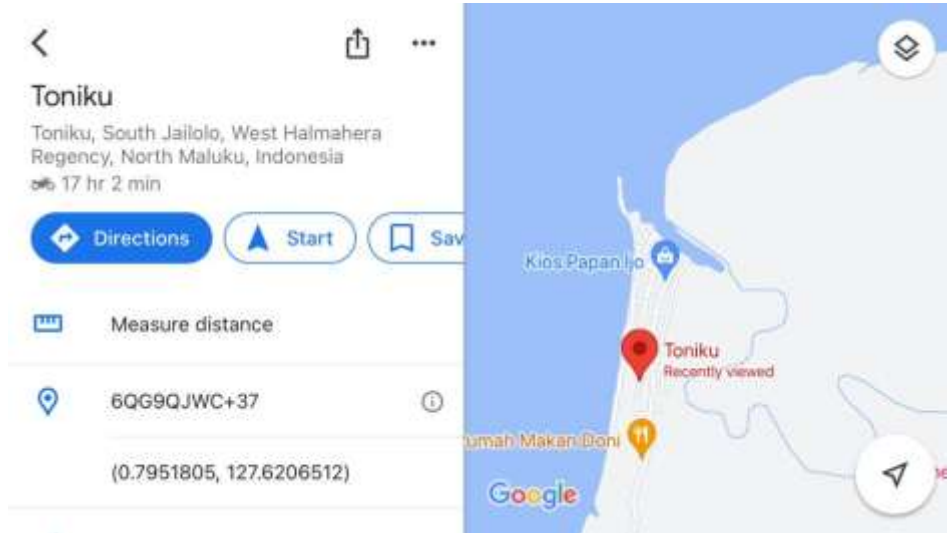 Toniku
Toniku, South Jailolo, West Halmahera
Regency, North Maluku, Indonesia
17 hr 2 min
Directions
Start
Sav
Measure distance
6QG9QJWC+37
(0.7951805, 127.6206512)
Kios Papan Ijo
Toniku
Recently viewed
umah Makan Doni
Google